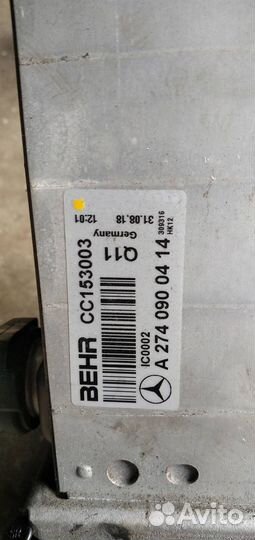 BEHR CC153003 Q11 Germany 31.08.18 12:01
IC0002 309316
A 274 090 04 14 HK12
Avito